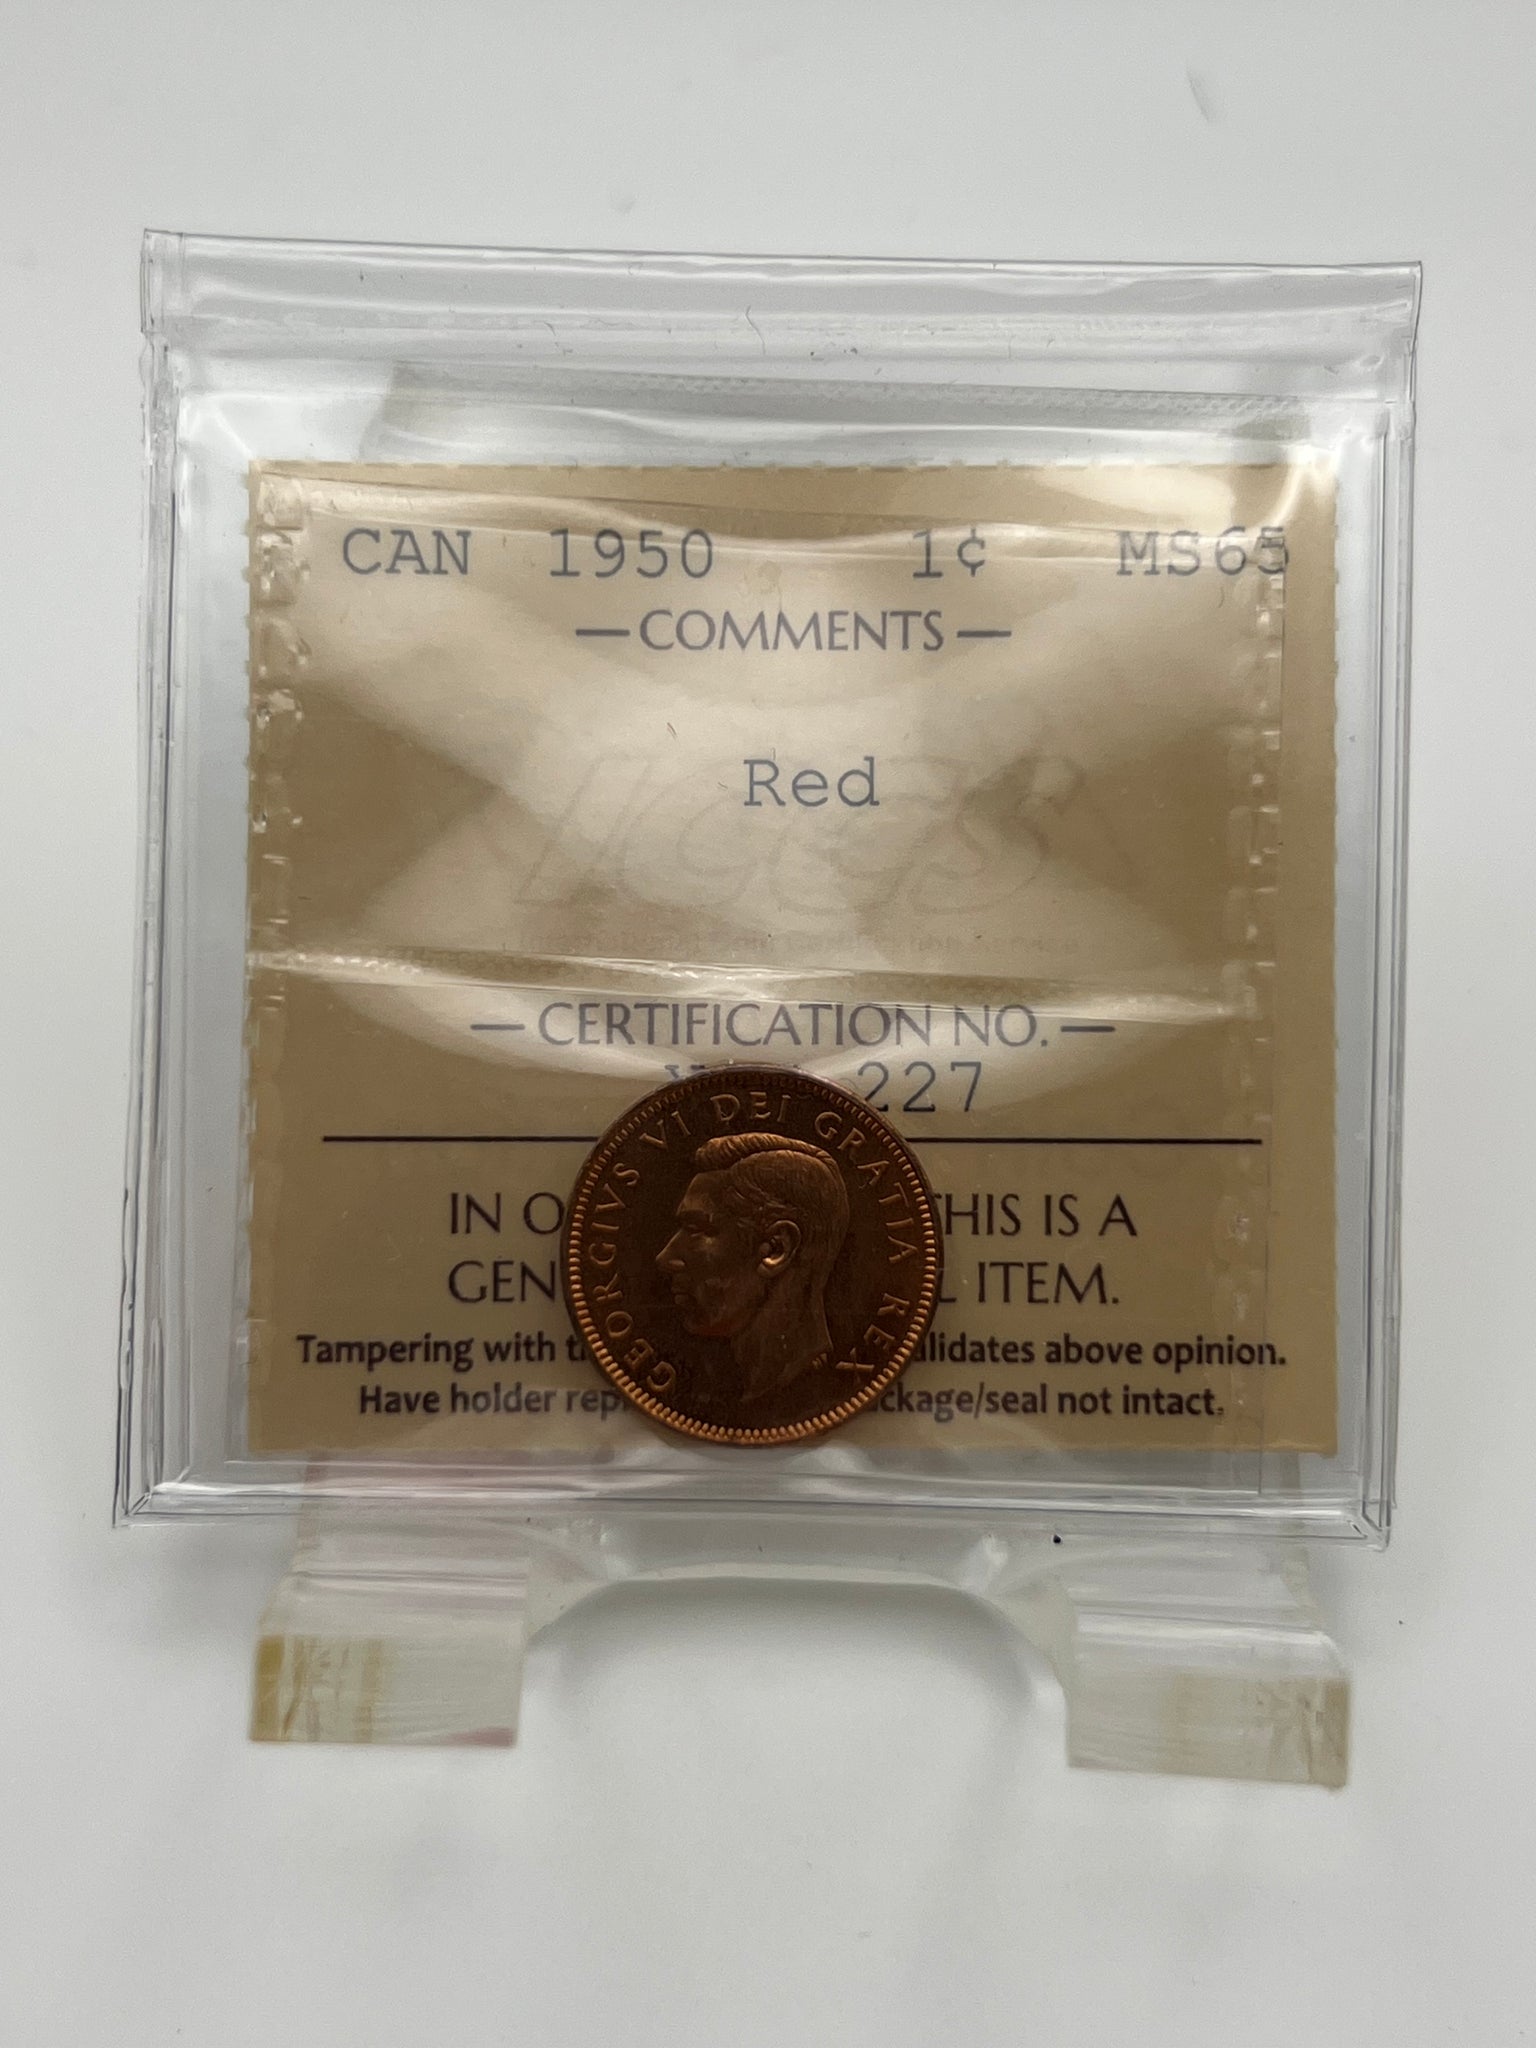 CAN 1950 1¢ MS65
—COMMENTS—
Red
ICCS
—CERTIFICATION NO.—
227
IN O HIS IS A
GEN L ITEM.
Tampering with t alidates above opinion.
Have holder rep ckage/seal not intact.
GEORGIVS VI DEI GRATIA REX